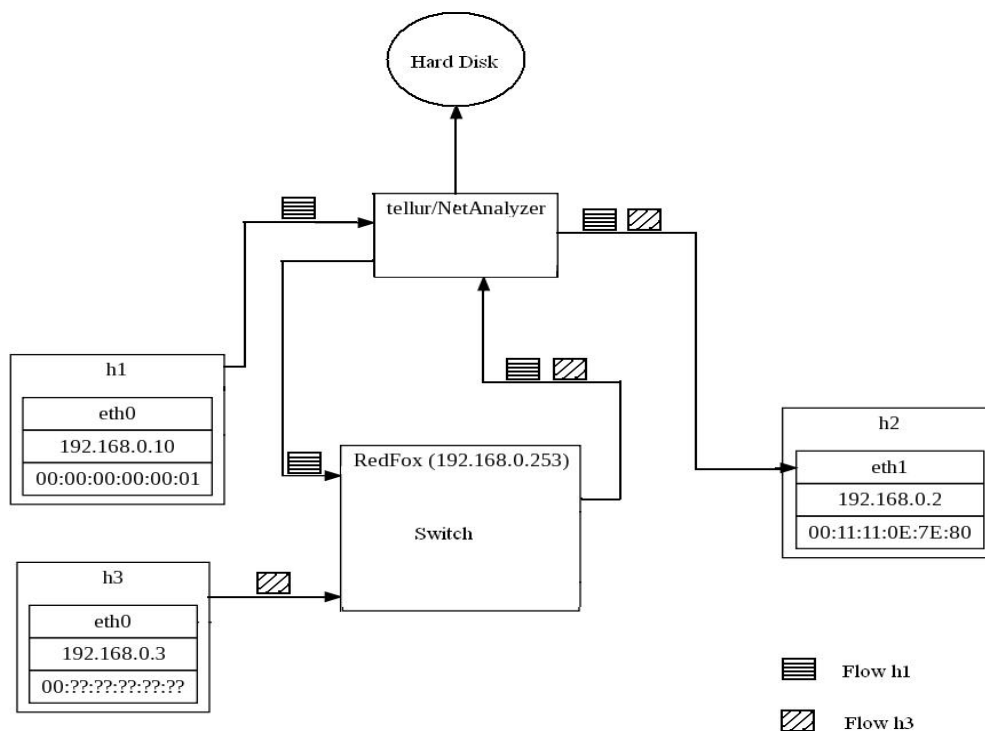 Hard Disk
tellur/NetAnalyzer
h1
eth0
192.168.0.10
00:00:00:00:00:01
RedFox (192.168.0.253)
Switch
h2
eth1
192.168.0.2
00:11:11:0E:7E:80
h3
eth0
192.168.0.3
00:??:??:??:??:??
Flow h1
Flow h3